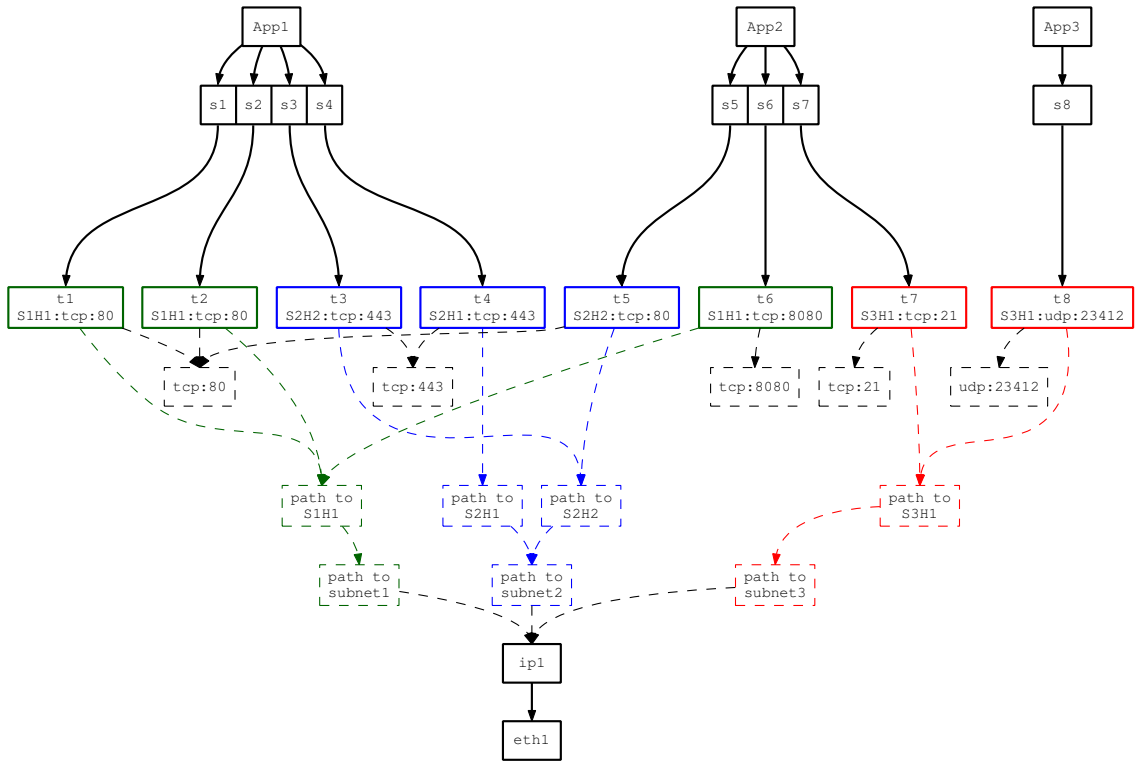 App1
App2
App3
s1
s2
s3
s4
s5
s6
s7
s8
t1
S1H1:tcp:80
t2
S1H1:tcp:80
t3
S2H2:tcp:443
t4
S2H1:tcp:443
t5
S2H2:tcp:80
t6
S1H1:tcp:8080
t7
S3H1:tcp:21
t8
S3H1:udp:23412
tcp:80
tcp:443
tcp:8080
tcp:21
udp:23412
path to
S1H1
path to
S2H1
path to
S2H2
path to
S3H1
path to
subnet1
path to
subnet2
path to
subnet3
ip1
eth1